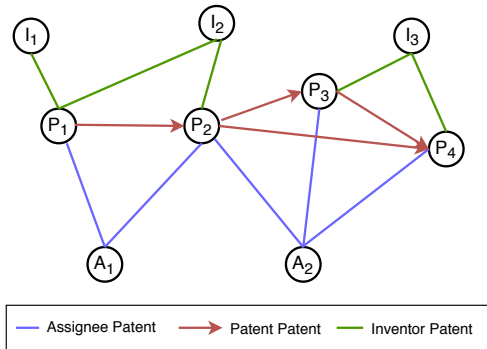 I₁
I₂
I₃
P₁
P₂
P₃
P₄
A₁
A₂
Assignee Patent
Patent Patent
Inventor Patent